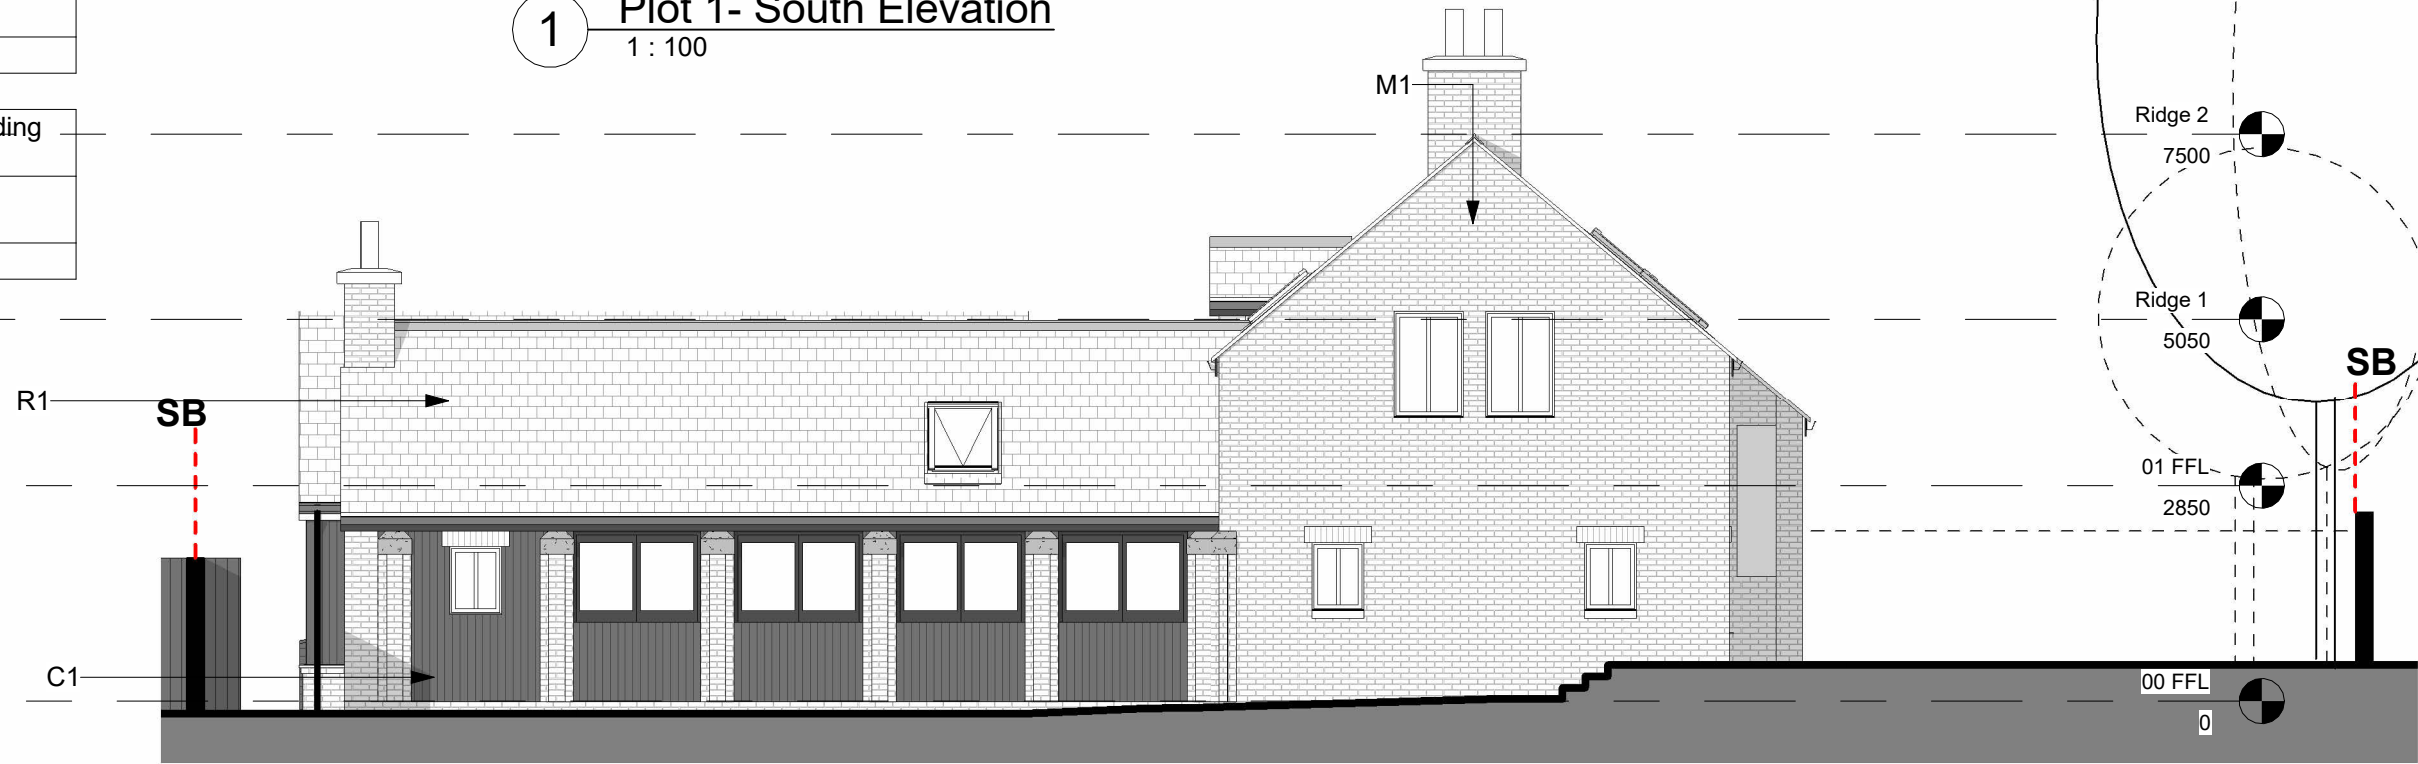 1
Plot 1- South Elevation
1 : 100
M1
Ridge 2
7500
Ridge 1
5050
SB
R1
SB
01 FFL
2850
C1
00 FFL
0